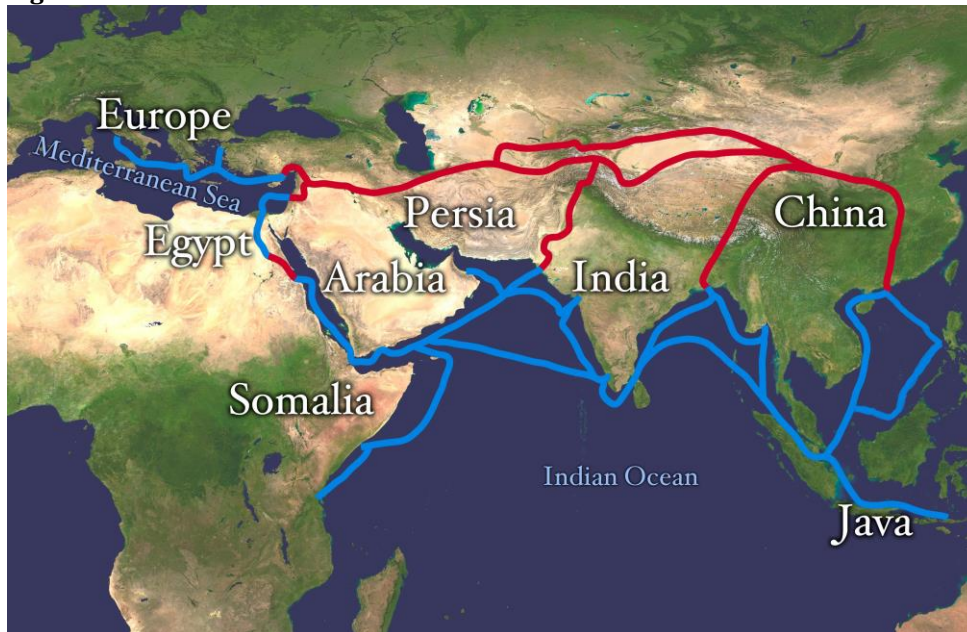 Europe
Mediterranean Sea
Egypt
Persia
China
Arabia
India
Somalia
Indian Ocean
Java